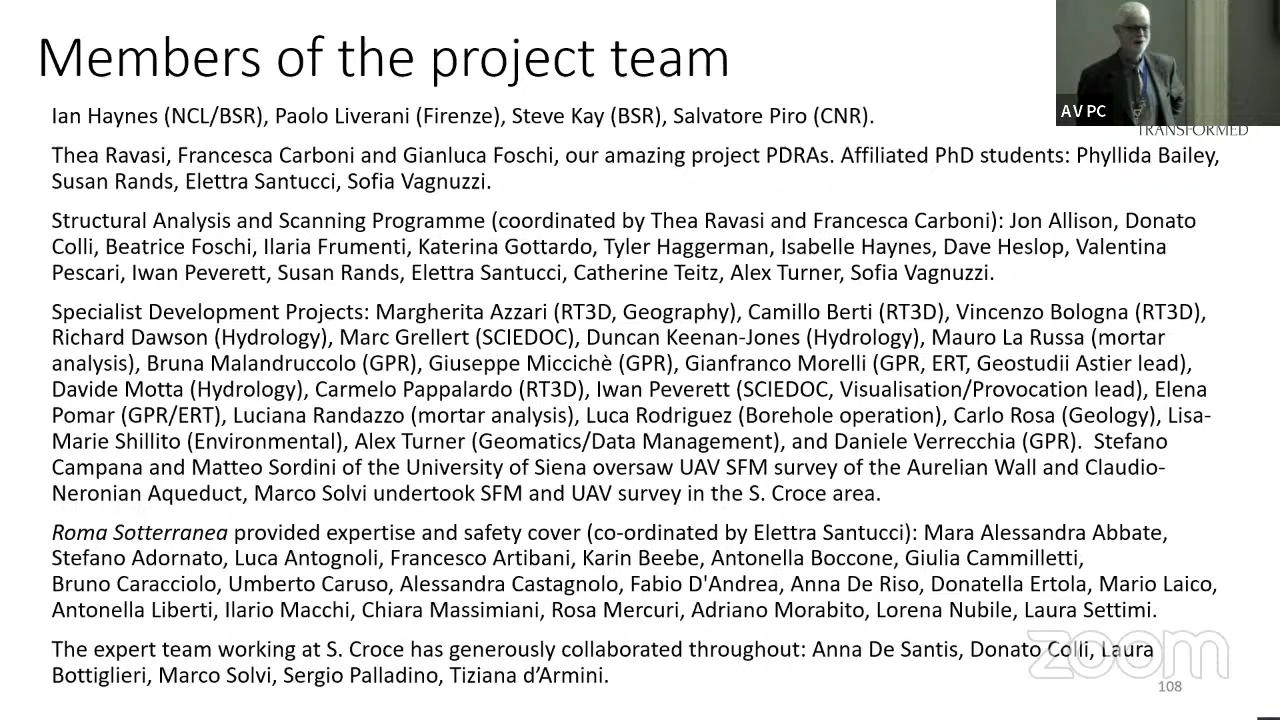 Members of the project team
AV PC
TRANSFORMED
Ian Haynes (NCL/BSR), Paolo Liverani (Firenze), Steve Kay (BSR), Salvatore Piro (CNR).
Thea Ravasi, Francesca Carboni and Gianluca Foschi, our amazing project PDRAs. Affiliated PhD students: Phyllida Bailey,
Susan Rands, Elettra Santucci, Sofia Vagnuzzi.
Structural Analysis and Scanning Programme (coordinated by Thea Ravasi and Francesca Carboni): Jon Allison, Donato
Colli, Beatrice Foschi, Ilaria Frumenti, Katerina Gottardo, Tyler Haggerman, Isabelle Haynes, Dave Heslop, Valentina
Pescari, Iwan Peverett, Susan Rands, Elettra Santucci, Catherine Teitz, Alex Turner, Sofia Vagnuzzi.
Specialist Development Projects: Margherita Azzari (RT3D, Geography), Camillo Berti (RT3D), Vincenzo Bologna (RT3D),
Richard Dawson (Hydrology), Marc Grellert (SCIEDOC), Duncan Keenan-Jones (Hydrology), Mauro La Russa (mortar
analysis), Bruna Malandruccolo (GPR), Giuseppe Miccichè (GPR), Gianfranco Morelli (GPR, ERT, Geostudii Astier lead),
Davide Motta (Hydrology), Carmelo Pappalardo (RT3D), Iwan Peverett (SCIEDOC, Visualisation/Provocation lead), Elena
Pomar (GPR/ERT), Luciana Randazzo (mortar analysis), Luca Rodriguez (Borehole operation), Carlo Rosa (Geology), Lisa-
Marie Shillito (Environmental), Alex Turner (Geomatics/Data Management), and Daniele Verrecchia (GPR). Stefano
Campana and Matteo Sordini of the University of Siena oversaw UAV SFM survey of the Aurelian Wall and Claudio-
Neronian Aqueduct, Marco Solvi undertook SFM and UAV survey in the S. Croce area.
Roma Sotterranea provided expertise and safety cover (co-ordinated by Elettra Santucci): Mara Alessandra Abbate,
Stefano Adornato, Luca Antognoli, Francesco Artibani, Karin Beebe, Antonella Boccone, Giulia Cammilletti,
Bruno Caracciolo, Umberto Caruso, Alessandra Castagnolo, Fabio D'Andrea, Anna De Riso, Donatella Ertola, Mario Laico,
Antonella Liberti, Ilario Macchi, Chiara Massimiani, Rosa Mercuri, Adriano Morabito, Lorena Nubile, Laura Settimi.
The expert team working at S. Croce has generously collaborated throughout: Anna De Santis, Donato Colli, Laura
Bottiglieri, Marco Solvi, Sergio Palladino, Tiziana d’Armini.
zoom
108